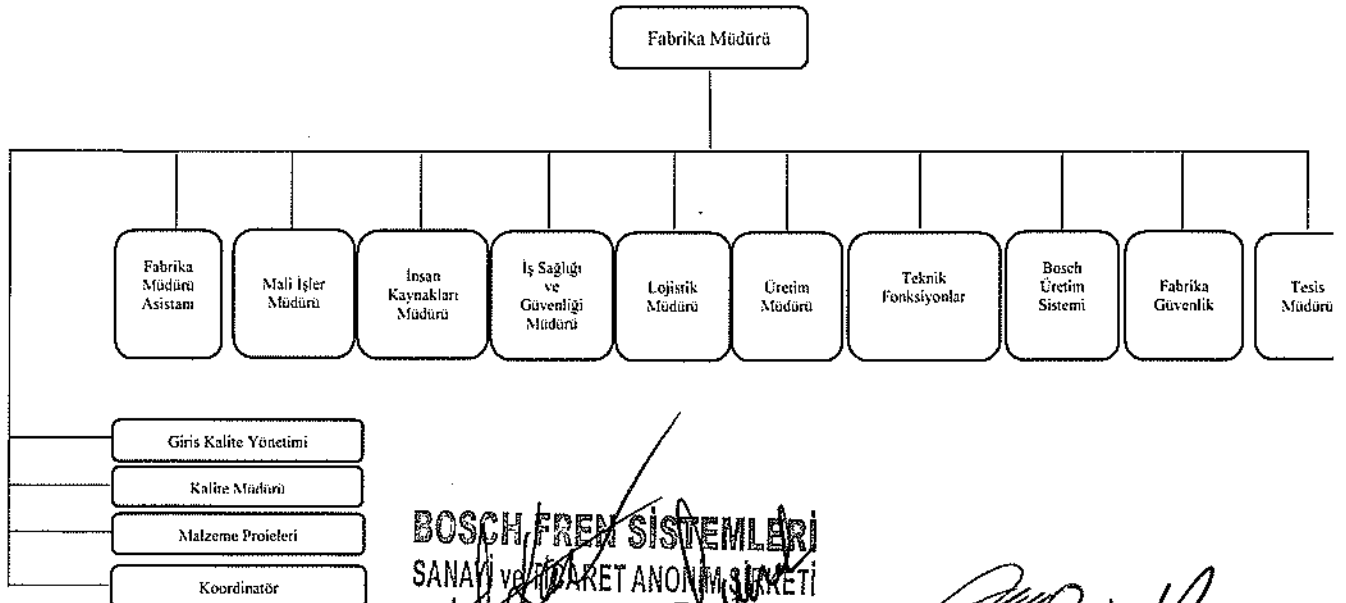 Fabrika Müdürü
Fabrika
Müdürü
Asistanı
Mali İşler
Müdürü
İnsan
Kaynakları
Müdürü
İş Sağlığı
ve
Güvenliği
Müdürü
Lojistik
Müdürü
Üretim
Müdürü
Teknik
Fonksiyonlar
Bosch
Üretim
Sistemi
Fabrika
Güvenlik
Tesis
Müdürü
Giris Kalite Yönetimi
Kalite Müdürü
Malzeme Projeleri
Koordinatör
BOSCH FREN SİSTEMLERİ
SANAYİ ve TİCARET ANONİM ŞİRKETİ